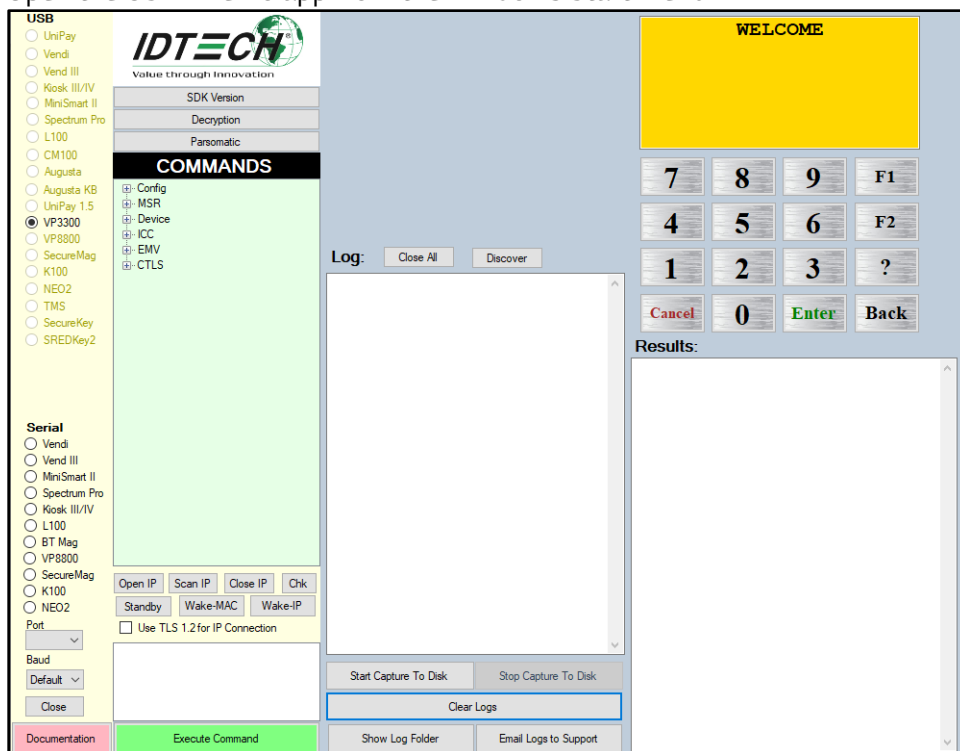 USB
UniPay
Vendi
Vend III
Kiosk III/IV
MiniSmart II
Spectrum Pro
L100
CM100
Augusta
Augusta KB
UniPay 1.5
VP3300
VP8800
SecureMag
K100
NEO2
TMS
SecureKey
SREDKey2
Serial
Vendi
Vend III
MiniSmart II
Spectrum Pro
Kiosk III/IV
L100
BT Mag
VP8800
SecureMag
K100
NEO2
Port
Baud
Default
Close
Documentation
IDTECH®
Value through Innovation
SDK Version
Decryption
Parsomatic
COMMANDS
Config
MSR
Device
ICC
EMV
CTLS
Open IP Scan IP Close IP Chk
Standby Wake-MAC Wake-IP
Use TLS 1.2 for IP Connection
Execute Command
Log: Close All Discover
Start Capture To Disk Stop Capture To Disk
Clear Logs
Show Log Folder Email Logs to Support
WELCOME
7 8 9 F1
4 5 6 F2
1 2 3 ?
Cancel 0 Enter Back
Results: